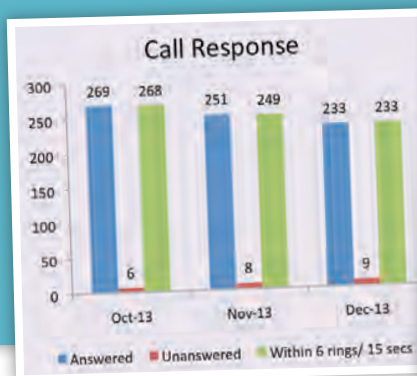 Call Response
300
250
200
150
100
50
0
269
6
268
251
8
249
233
9
233
Oct-13
Nov-13
Dec-13
Answered
Unanswered
Within 6 rings/ 15 secs